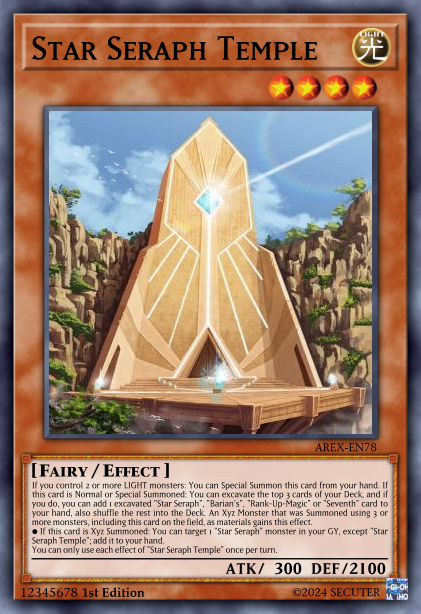 STAR SERAPH TEMPLE
LIGHT
光
AREX-EN78
[FAIRY / EFFECT ]
If you control 2 or more LIGHT monsters: You can Special Summon this card from your hand. If
this card is Normal or Special Summoned: You can excavate the top 3 cards of your Deck, and if
you do, you can add 1 excavated "Star Seraph", "Barian's", "Rank-Up-Magic" or "Seventh" card to
your hand, also shuffle the rest into the Deck. An Xyz Monster that was Summoned using 3 or
more monsters, including this card on the field, as materials gains this effect.
● If this card is Xyz Summoned: You can target 1 "Star Seraph" monster in your GY, except "Star
Seraph Temple"; add it to your hand.
You can only use each effect of "Star Seraph Temple" once per turn.
ATK/ 300 DEF/2100
12345678 1st Edition
©2024 SECUTER